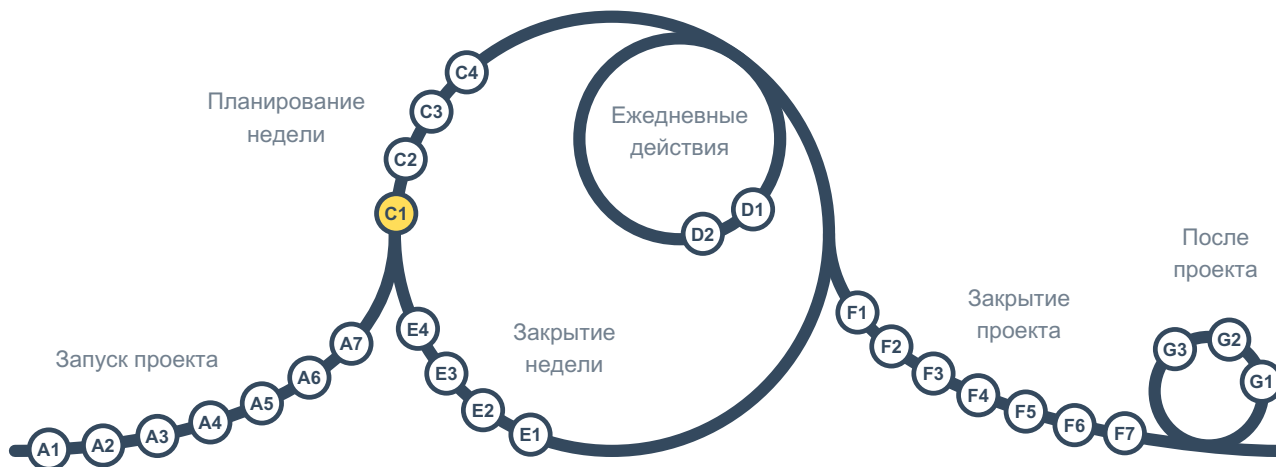 Запуск проекта
A1
A2
A3
A4
A5
A6
A7
Планирование
недели
C1
C2
C3
C4
Ежедневные
действия
D1
D2
Закрытие
недели
E1
E2
E3
E4
Закрытие
проекта
F1
F2
F3
F4
F5
F6
F7
После
проекта
G1
G2
G3